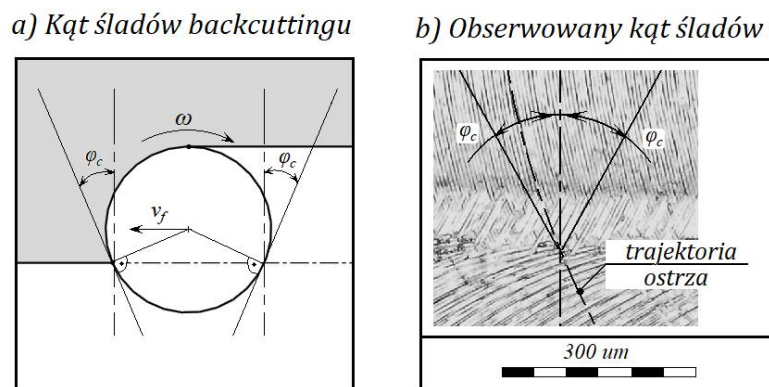 a) Kąt śladów backcuttingu
b) Obserwowany kąt śladów
ω
φc
φc
vf
φc
φc
trajektoria
ostrza
300 um